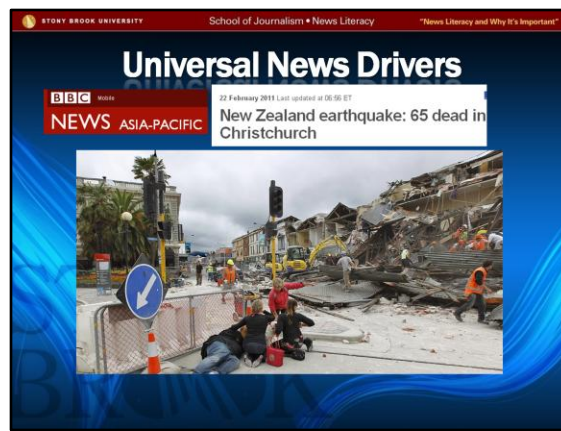 STONY BROOK UNIVERSITY
School of Journalism • News Literacy
"News Literacy and Why It's Important"
Universal News Drivers
BBC Mobile
NEWS ASIA-PACIFIC
22 February 2011 Last updated at 06:56 ET
New Zealand earthquake: 65 dead in
Christchurch